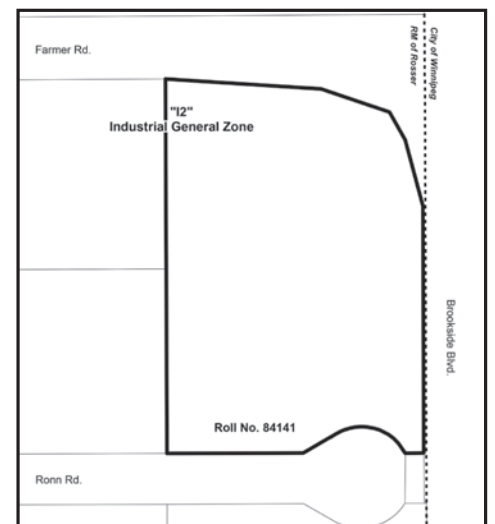 Farmer Rd.
City of Winnipeg
RM of Rosser
"I2"
Industrial General Zone
Brookside Blvd.
Roll No. 84141
Ronn Rd.